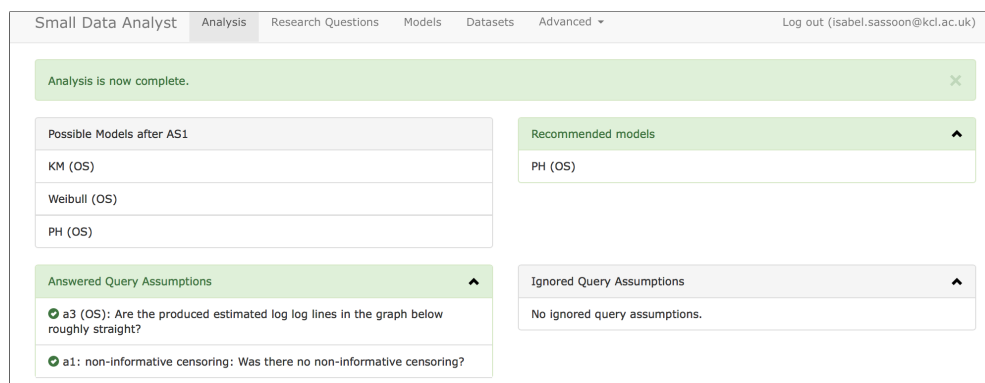 Small Data Analyst Analysis Research Questions Models Datasets Advanced Log out (isabel.sassoon@kcl.ac.uk)
Analysis is now complete. ×
Possible Models after AS1
KM (OS)
Weibull (OS)
PH (OS)
Recommended models
PH (OS)
Answered Query Assumptions
a3 (OS): Are the produced estimated log log lines in the graph below
roughly straight?
a1: non-informative censoring: Was there no non-informative censoring?
Ignored Query Assumptions
No ignored query assumptions.